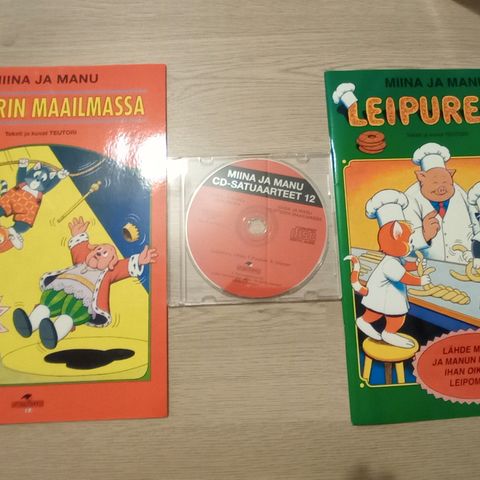 MIINA JA MANU
RIN MAAILMASSA
Tekstit ja kuvat TEUTORI
MIINA JA MANU
CD-SATUAARTEET 12
MIINA JA MANU
LEIPURE
Tekstit ja kuvat TEUTORI
LÄHDE M
JA MANUN
IHAN OIK
LEIPOM